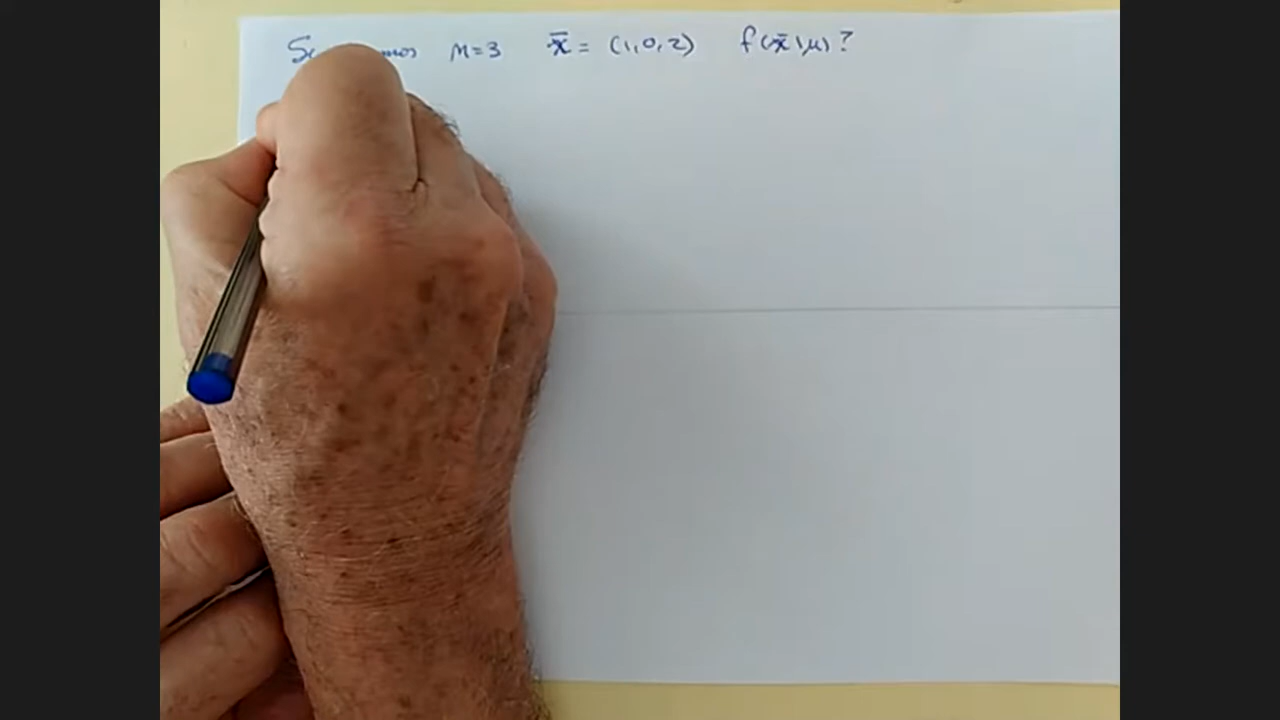 n=3 x̄ = (1,0,2) f(x̄|μ)?